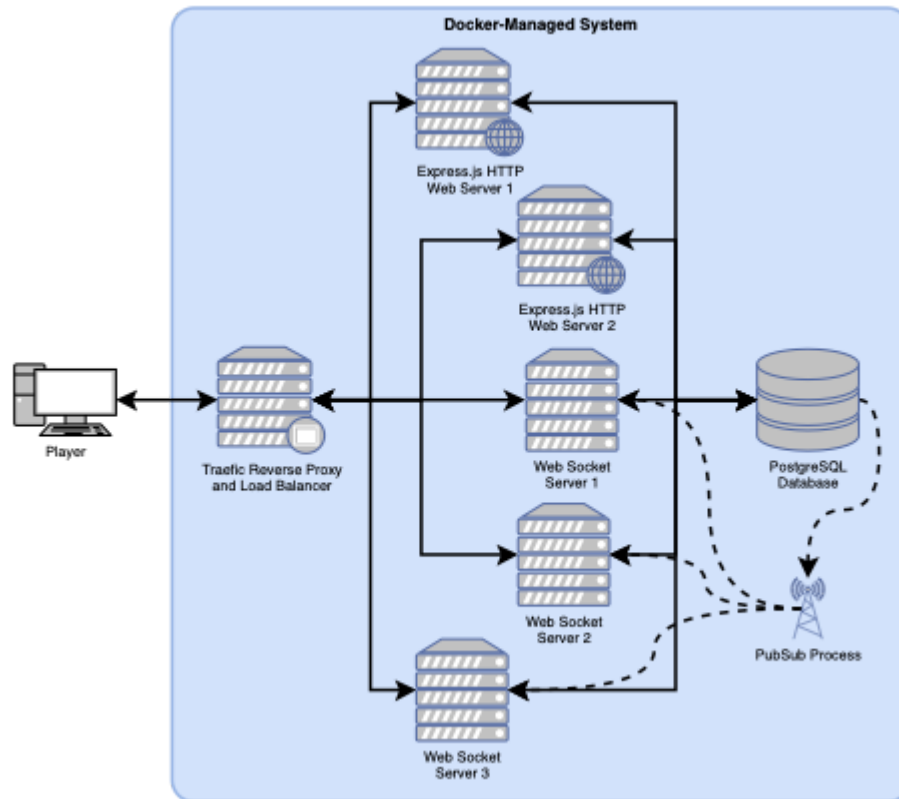 Docker-Managed System
Express.js HTTP
Web Server 1
Express.js HTTP
Web Server 2
Player
Traefic Reverse Proxy
and Load Balancer
Web Socket
Server 1
PostgreSQL
Database
Web Socket
Server 2
PubSub Process
Web Socket
Server 3